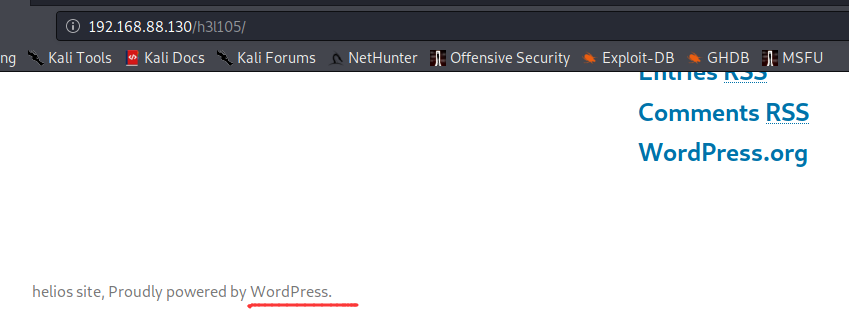 192.168.88.130/h3l105/
ng Kali Tools Kali Docs Kali Forums NetHunter Offensive Security Exploit-DB GHDB MSFU
Entries RSS
Comments RSS
WordPress.org
helios site, Proudly powered by WordPress.